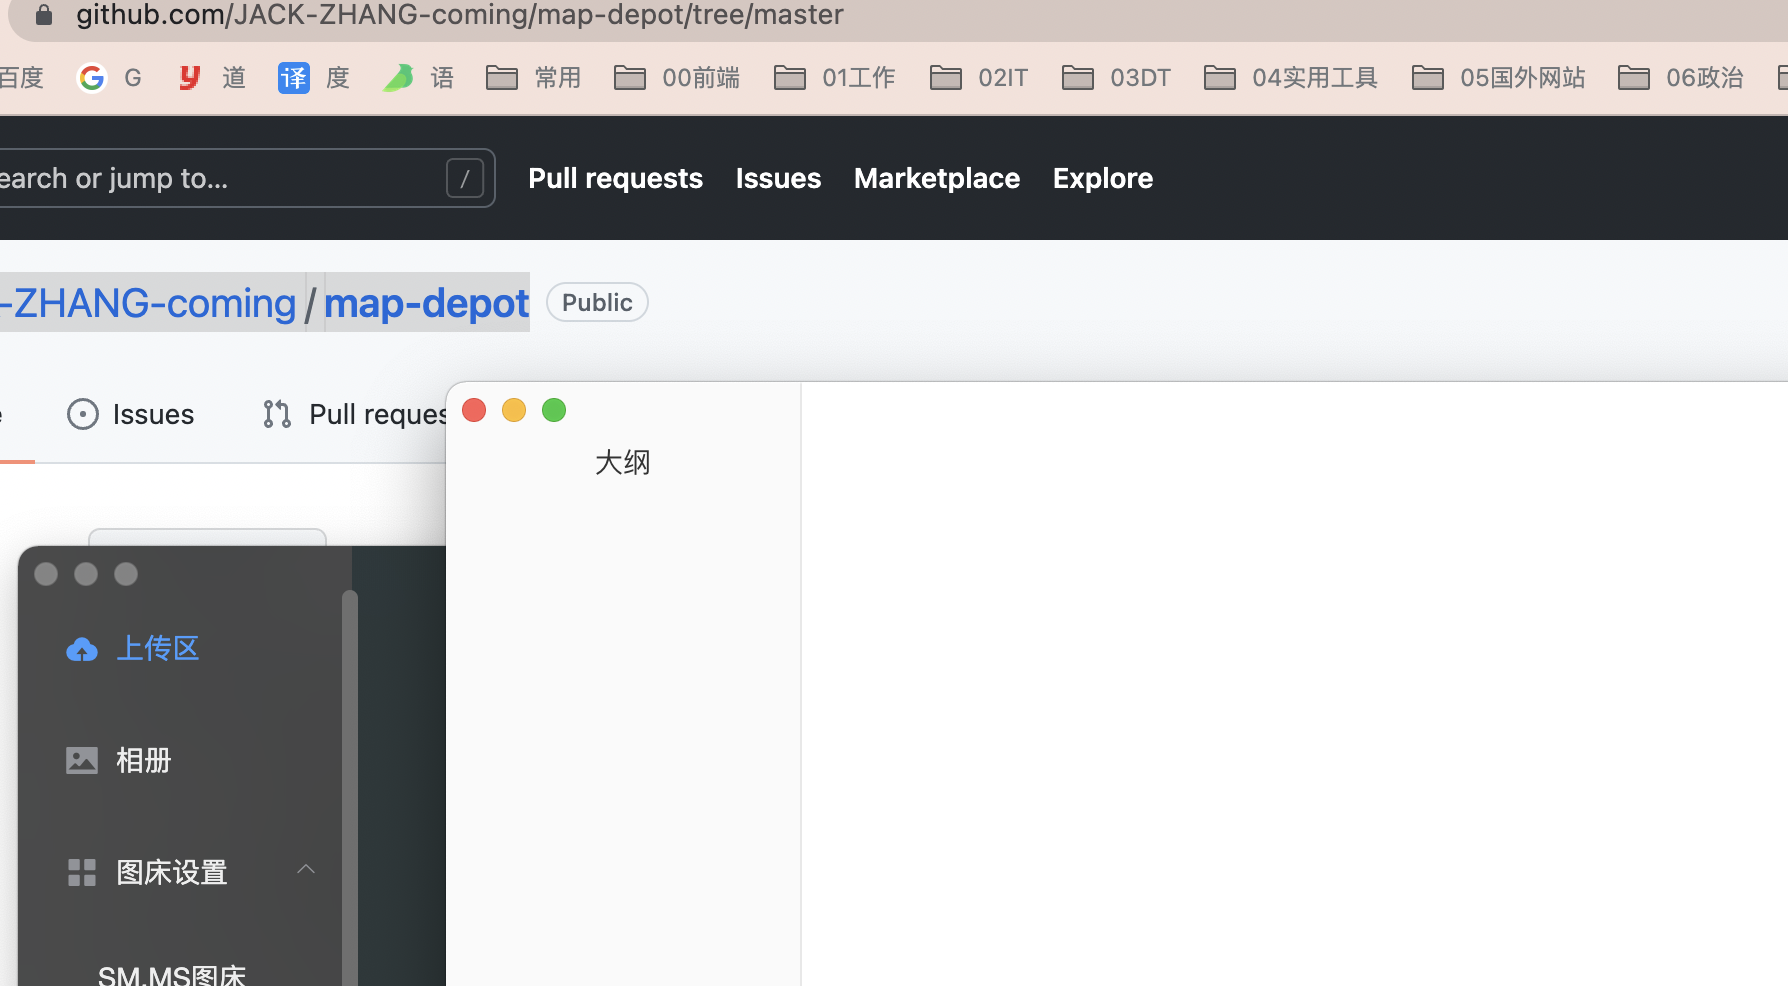 github.com/JACK-ZHANG-coming/map-depot/tree/master
百度 G 道 译 度 语 常用 00前端 01工作 02IT 03DT 04实用工具 05国外网站 06政治
earch or jump to... / Pull requests Issues Marketplace Explore
-ZHANG-coming / map-depot Public
Issues Pull reques
大纲
上传区
相册
图床设置
SM.MS图床